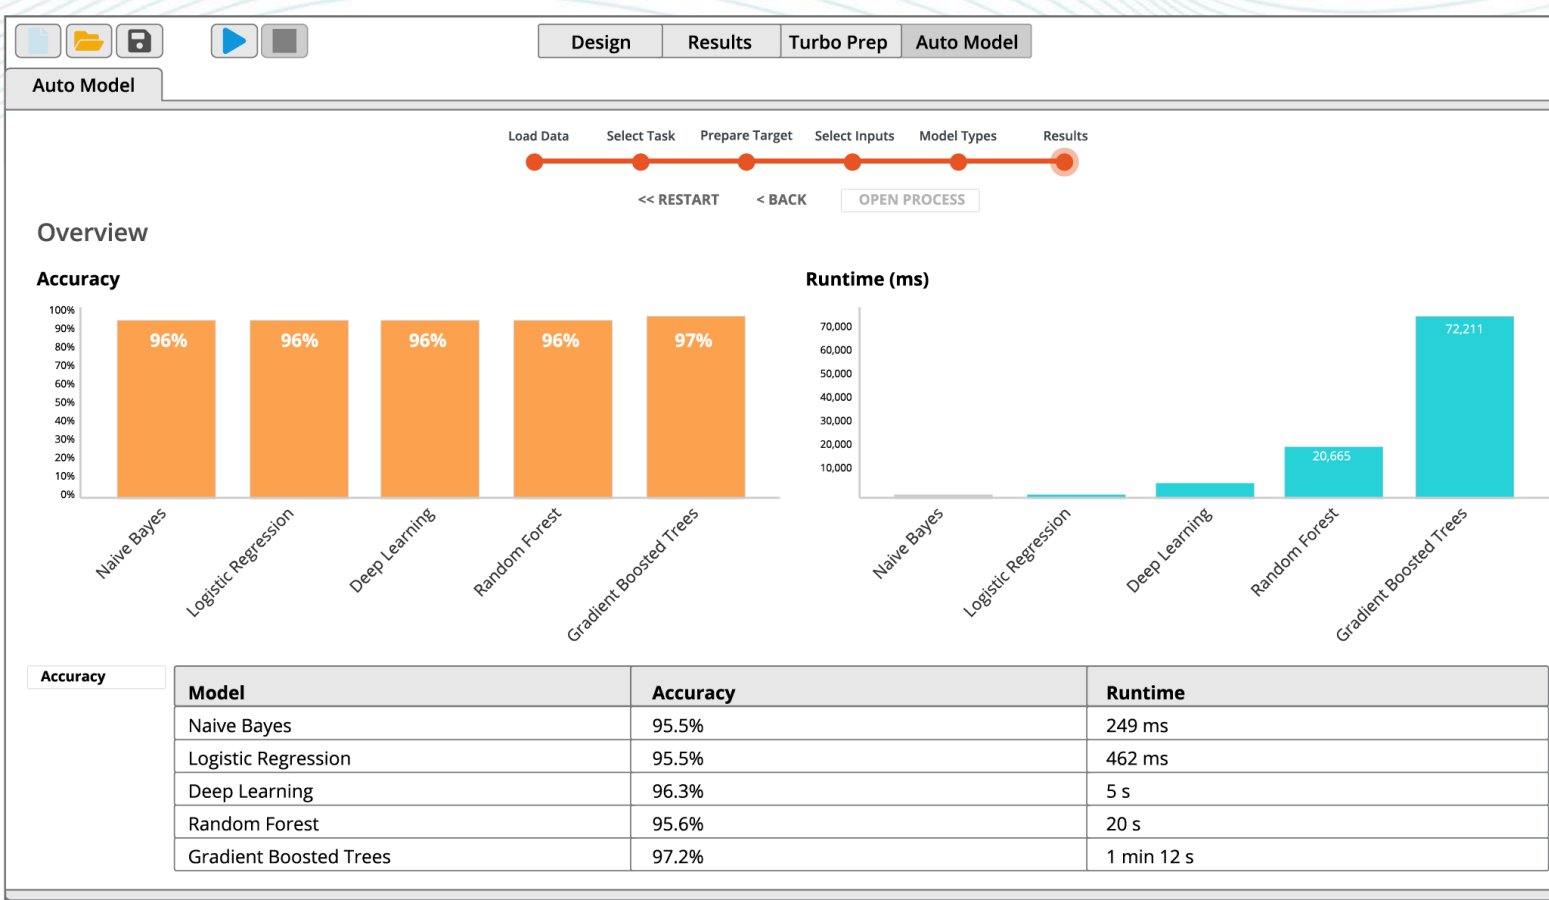 Design Results Turbo Prep Auto Model
Auto Model
Load Data Select Task Prepare Target Select Inputs Model Types Results
<< RESTART < BACK OPEN PROCESS
Overview
Accuracy
100%
90%
80%
70%
60%
50%
40%
30%
20%
10%
0%
96% 96% 96% 96% 97%
Naive Bayes
Logistic Regression
Deep Learning
Random Forest
Gradient Boosted Trees
Runtime (ms)
70,000
60,000
50,000
40,000
30,000
20,000
10,000
20,665
72,211
Naive Bayes
Logistic Regression
Deep Learning
Random Forest
Gradient Boosted Trees
Accuracy
Model Accuracy Runtime
Naive Bayes 95.5% 249 ms
Logistic Regression 95.5% 462 ms
Deep Learning 96.3% 5 s
Random Forest 95.6% 20 s
Gradient Boosted Trees 97.2% 1 min 12 s